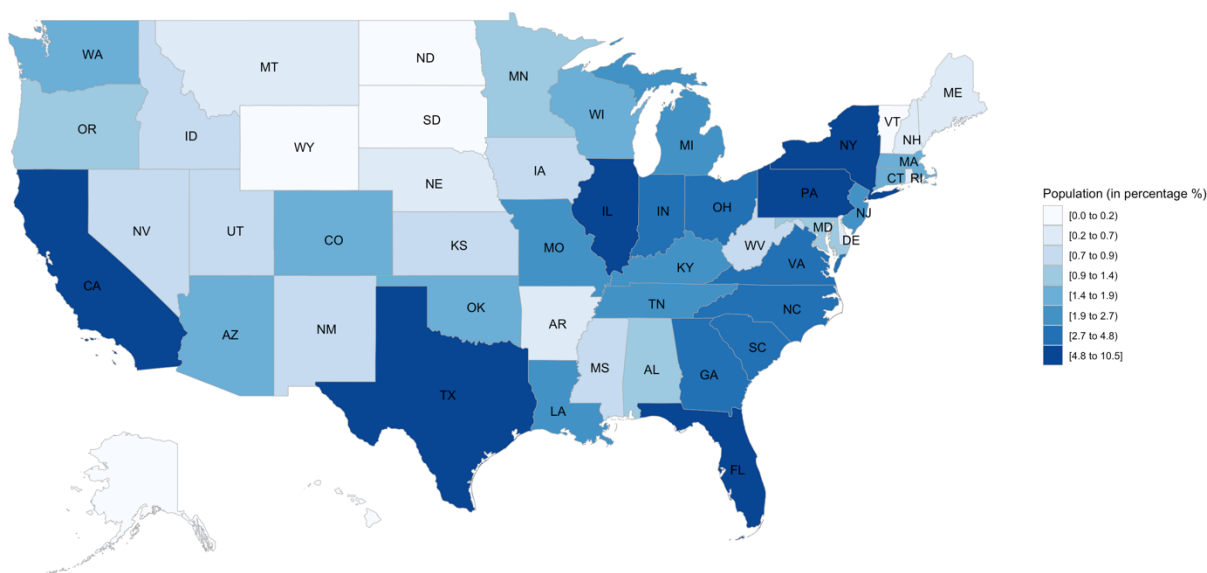 WA
MT
ND
MN
ME
OR
ID
SD
WI
VT
NH
WY
MI
NY
MA
CT RI
NE
IA
PA
NV
UT
CO
KS
MO
IL
IN
OH
NJ
MD
DE
WV
VA
KY
CA
AZ
NM
OK
AR
TN
NC
SC
TX
LA
MS
AL
GA
FL
Population (in percentage %)
[0.0 to 0.2)
[0.2 to 0.7)
[0.7 to 0.9)
[0.9 to 1.4)
[1.4 to 1.9)
[1.9 to 2.7)
[2.7 to 4.8)
[4.8 to 10.5]